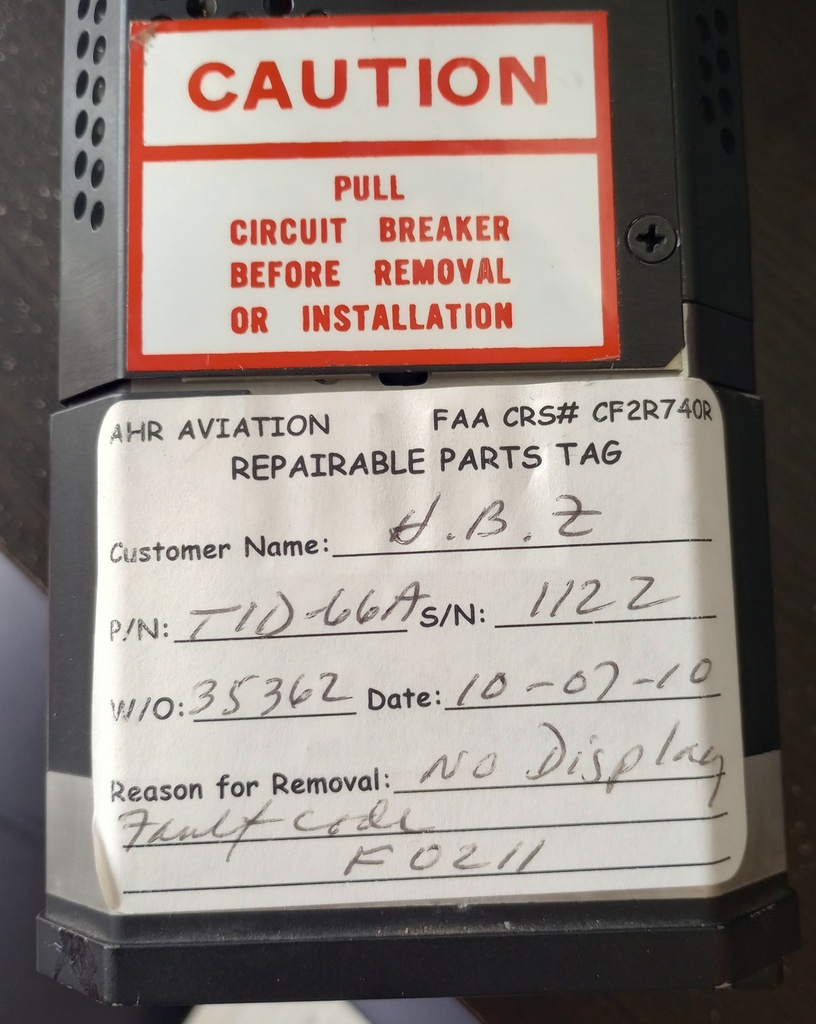 CAUTION
PULL
CIRCUIT BREAKER
BEFORE REMOVAL
OR INSTALLATION
AHR AVIATION FAA CRS# CF2R740R
REPAIRABLE PARTS TAG
Customer Name: J.B.Z
P/N: TID-66A S/N: 1122
W/O: 35362 Date: 10-07-10
Reason for Removal: No Display
Fault code
F0211